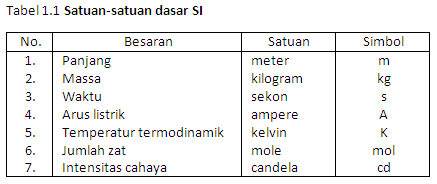 Tabel 1.1 Satuan-satuan dasar SI
No. Besaran Satuan Simbol
1. Panjang meter m
2. Massa kilogram kg
3. Waktu sekon s
4. Arus listrik ampere A
5. Temperatur termodinamik kelvin K
6. Jumlah zat mole mol
7. Intensitas cahaya candela cd